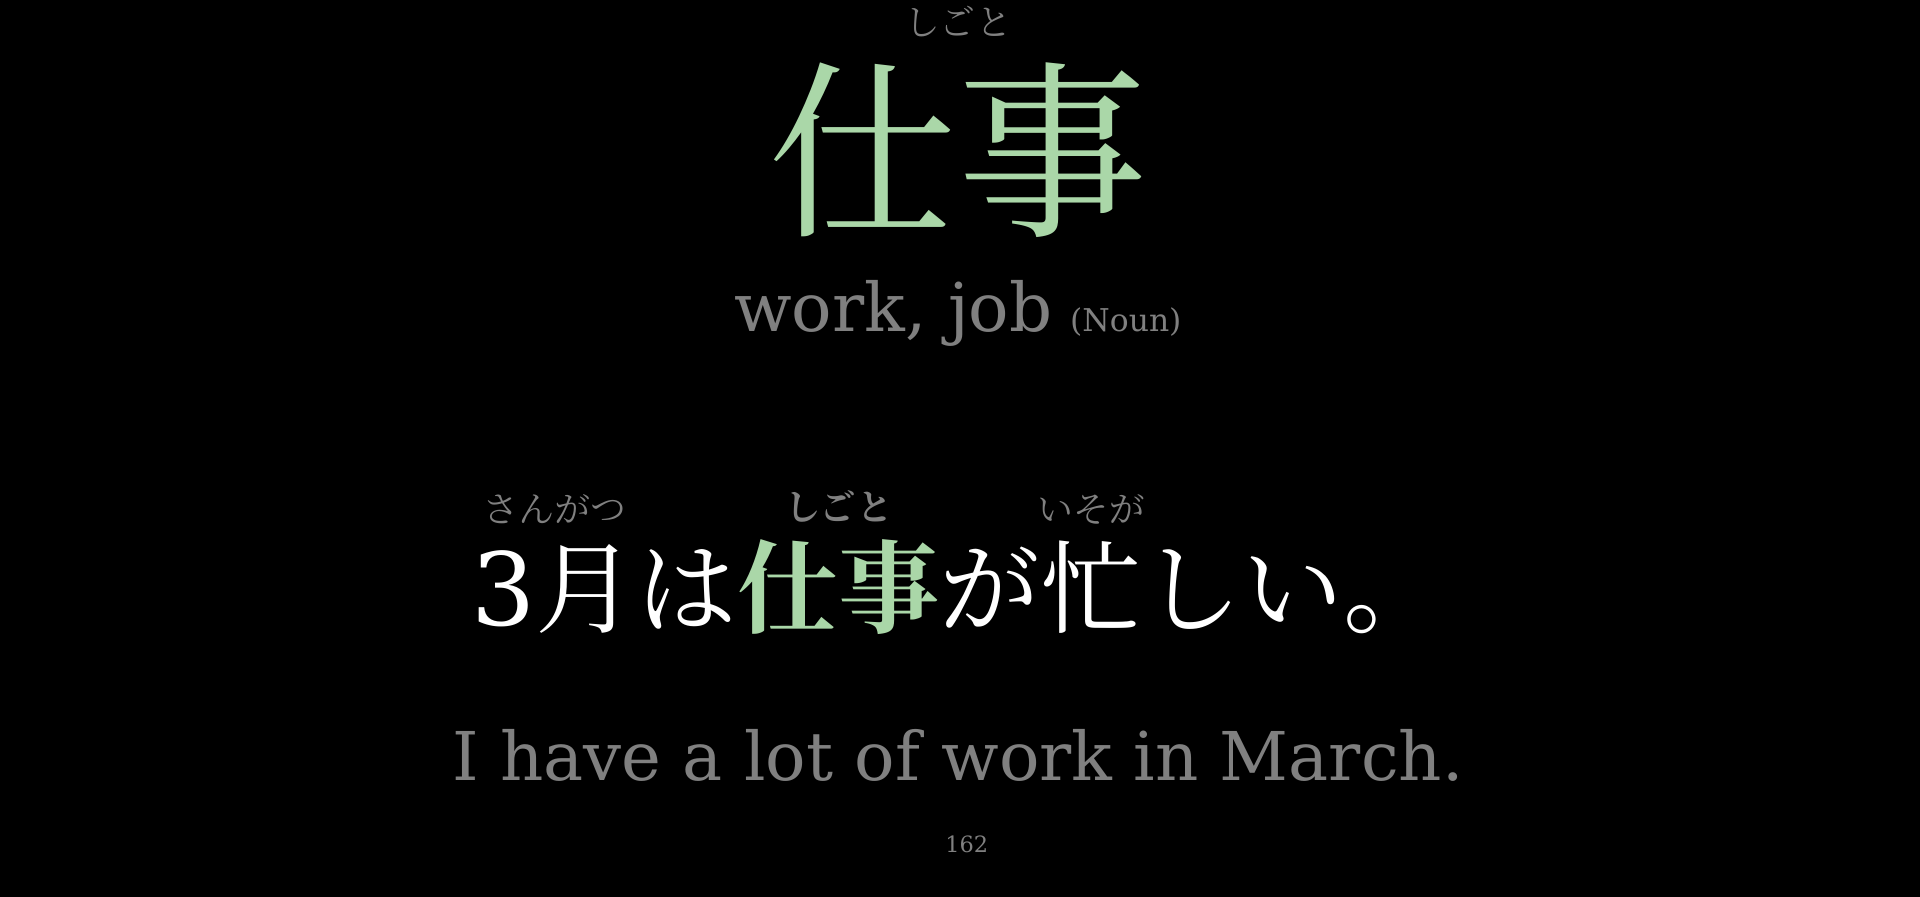 しごと
仕事
work, job (Noun)
さんがつ しごと いそが
3月は仕事が忙しい。
I have a lot of work in March.
162